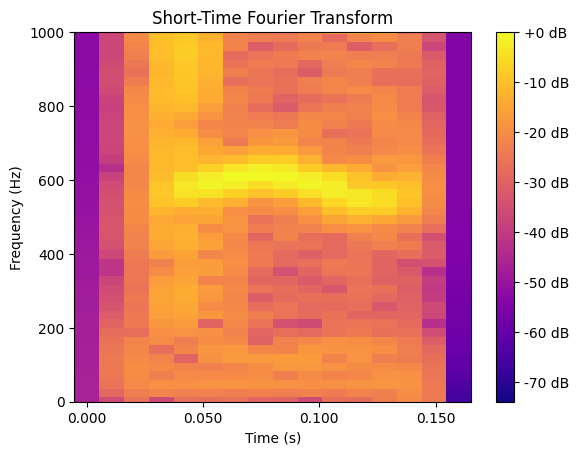 Short-Time Fourier Transform
1000
800
600
400
200
0
Frequency (Hz)
0.000
0.050
0.100
0.150
Time (s)
+0 dB
-10 dB
-20 dB
-30 dB
-40 dB
-50 dB
-60 dB
-70 dB